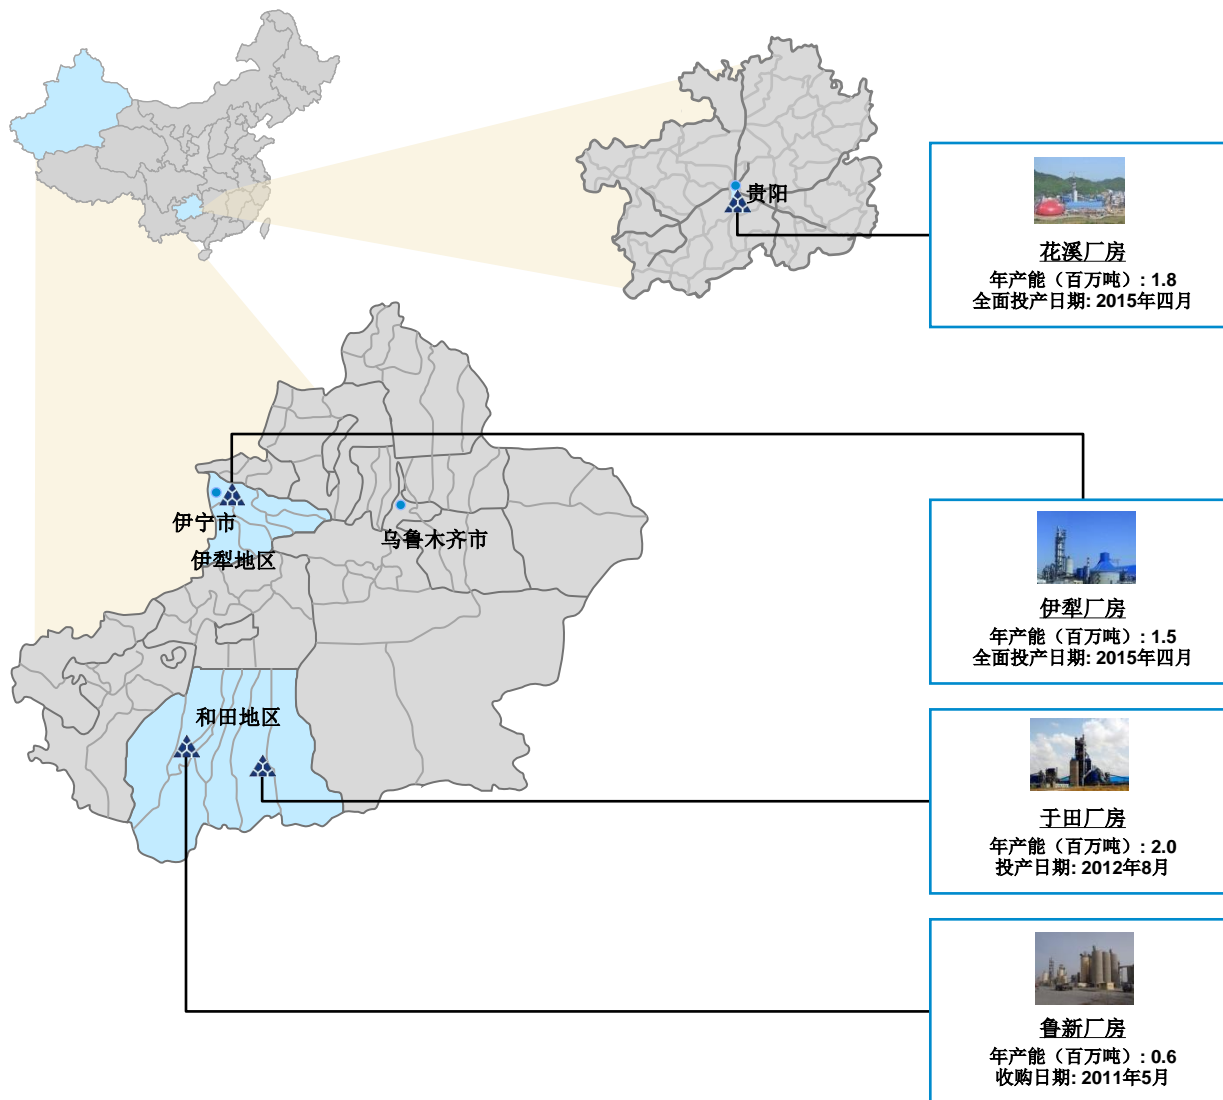 贵阳
花溪厂房
年产能（百万吨）: 1.8
全面投产日期: 2015年四月
伊宁市
伊犁地区
乌鲁木齐市
伊犁厂房
年产能（百万吨）: 1.5
全面投产日期: 2015年四月
和田地区
于田厂房
年产能（百万吨）: 2.0
投产日期: 2012年8月
鲁新厂房
年产能（百万吨）: 0.6
收购日期: 2011年5月